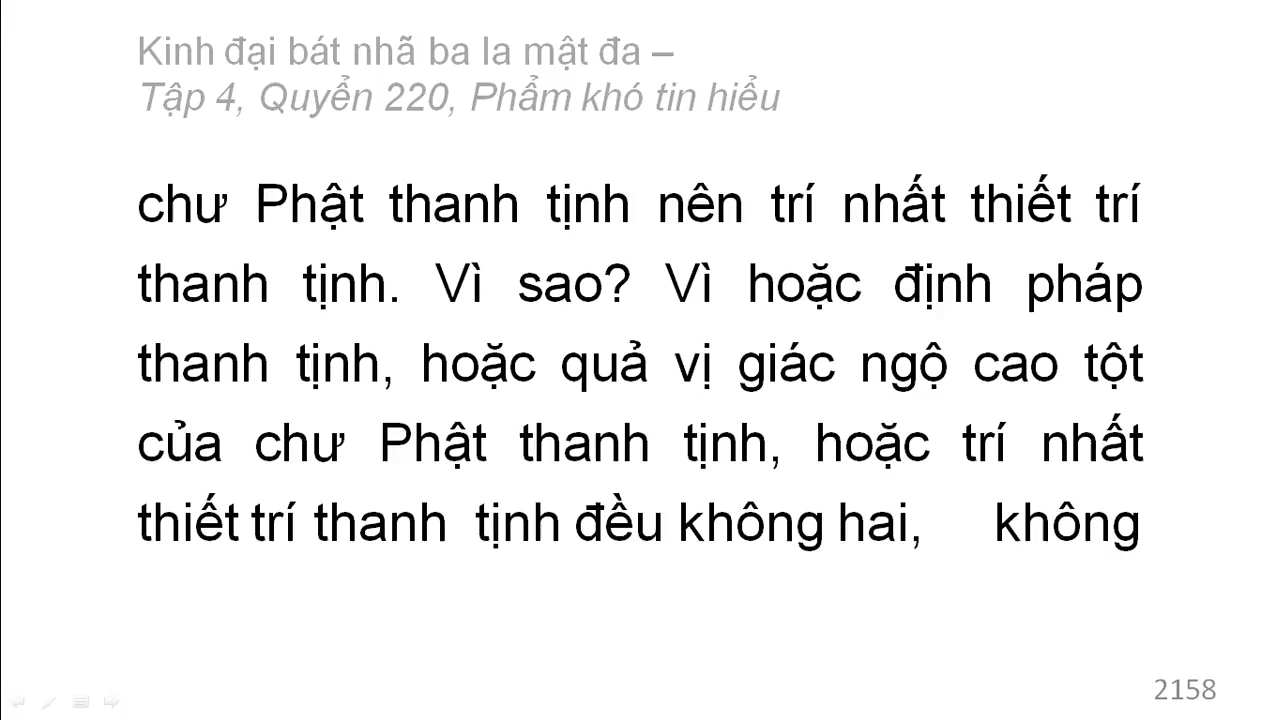 Kinh đại bát nhã ba la mật đa –
Tập 4, Quyển 220, Phẩm khó tin hiểu
chư Phật thanh tịnh nên trí nhất thiết trí
thanh tịnh. Vì sao? Vì hoặc định pháp
thanh tịnh, hoặc quả vị giác ngộ cao tột
của chư Phật thanh tịnh, hoặc trí nhất
thiết trí thanh tịnh đều không hai, không
2158